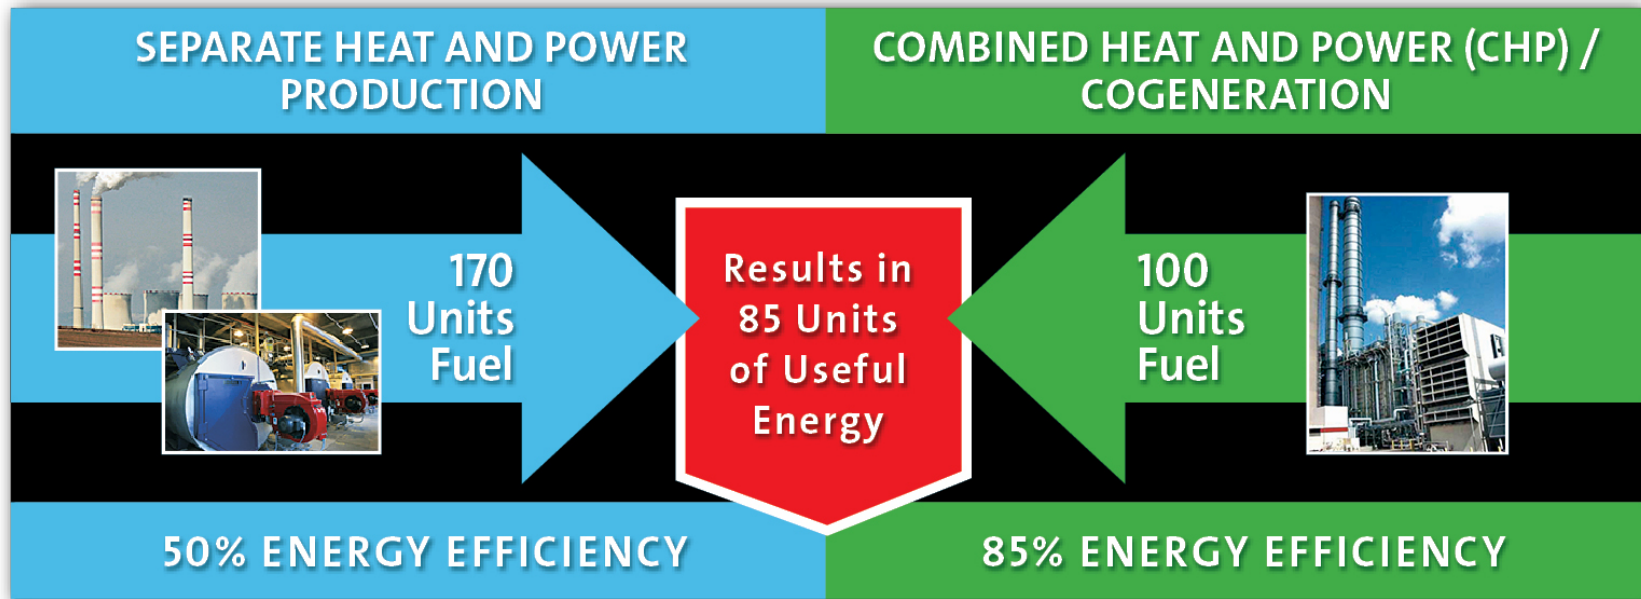 SEPARATE HEAT AND POWER
PRODUCTION
COMBINED HEAT AND POWER (CHP) /
COGENERATION
170
Units
Fuel
Results in
85 Units
of Useful
Energy
100
Units
Fuel
50% ENERGY EFFICIENCY
85% ENERGY EFFICIENCY